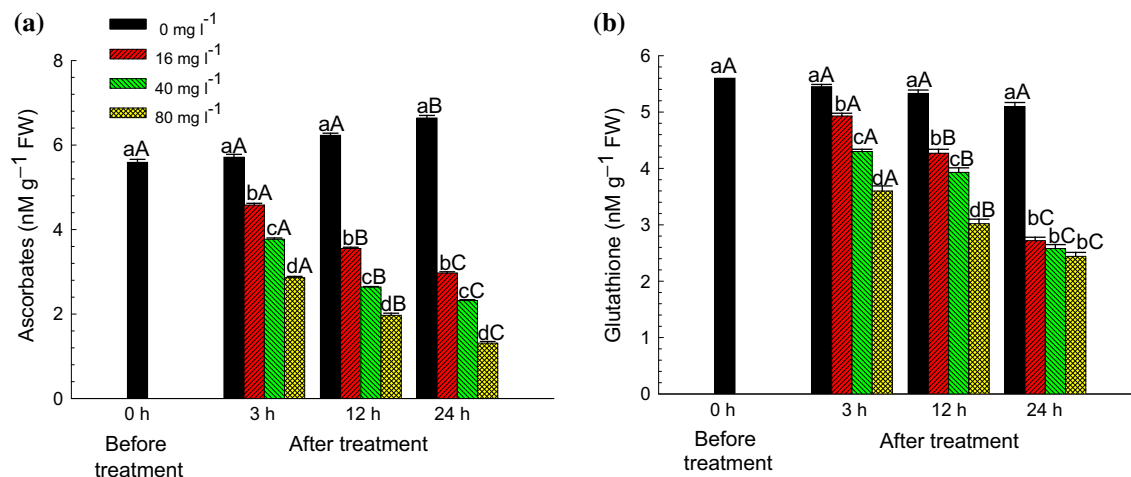 (a)
0 mg l⁻¹
16 mg l⁻¹
40 mg l⁻¹
80 mg l⁻¹
Ascorbates (nM g⁻¹ FW)
8
6
4
2
0
aA
aA
bA
cA
dA
aA
bB
cB
dB
aB
bC
cC
dC
0 h
3 h
12 h
24 h
Before
treatment
After treatment
(b)
Glutathione (nM g⁻¹ FW)
6
5
4
3
2
1
0
aA
aA
bA
cA
dA
aA
bB
cB
dB
aA
bC
bC
bC
0 h
3 h
12 h
24 h
Before
treatment
After treatment